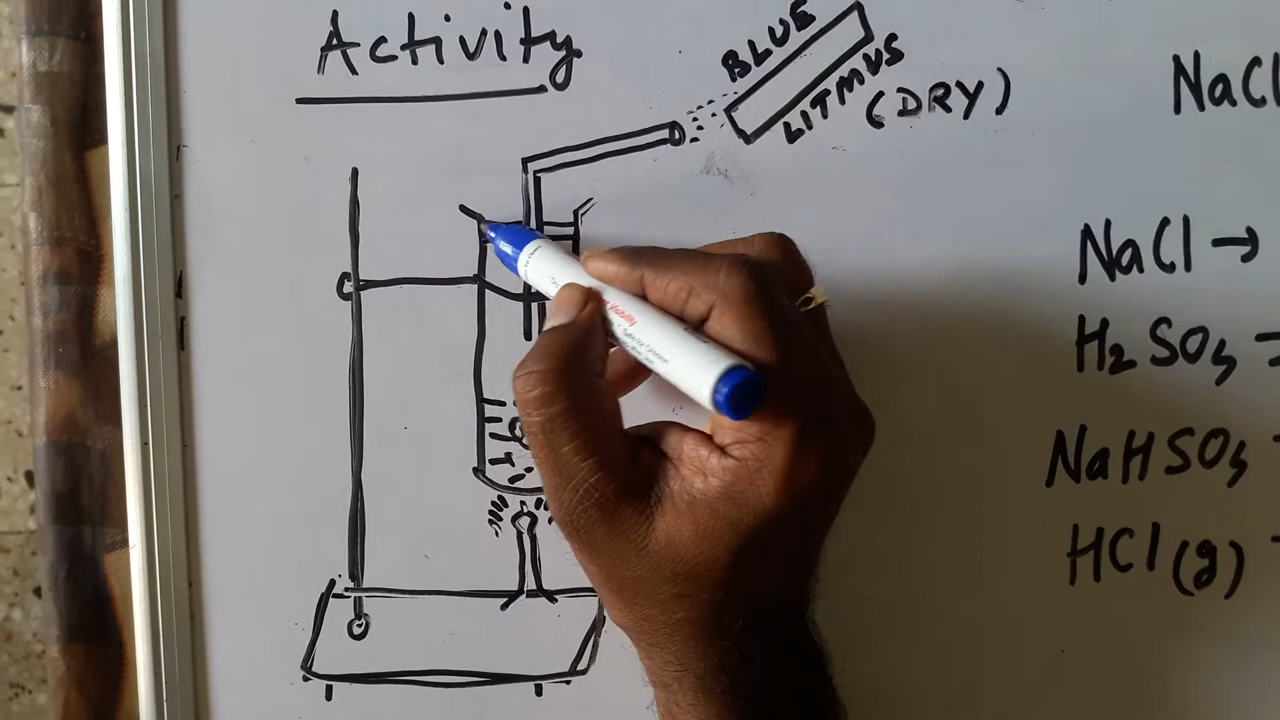 Activity
BLUE
LITMUS
(DRY)
NaCl
NaCl →
H₂SO₄
NaHSO₄
HCl(g)